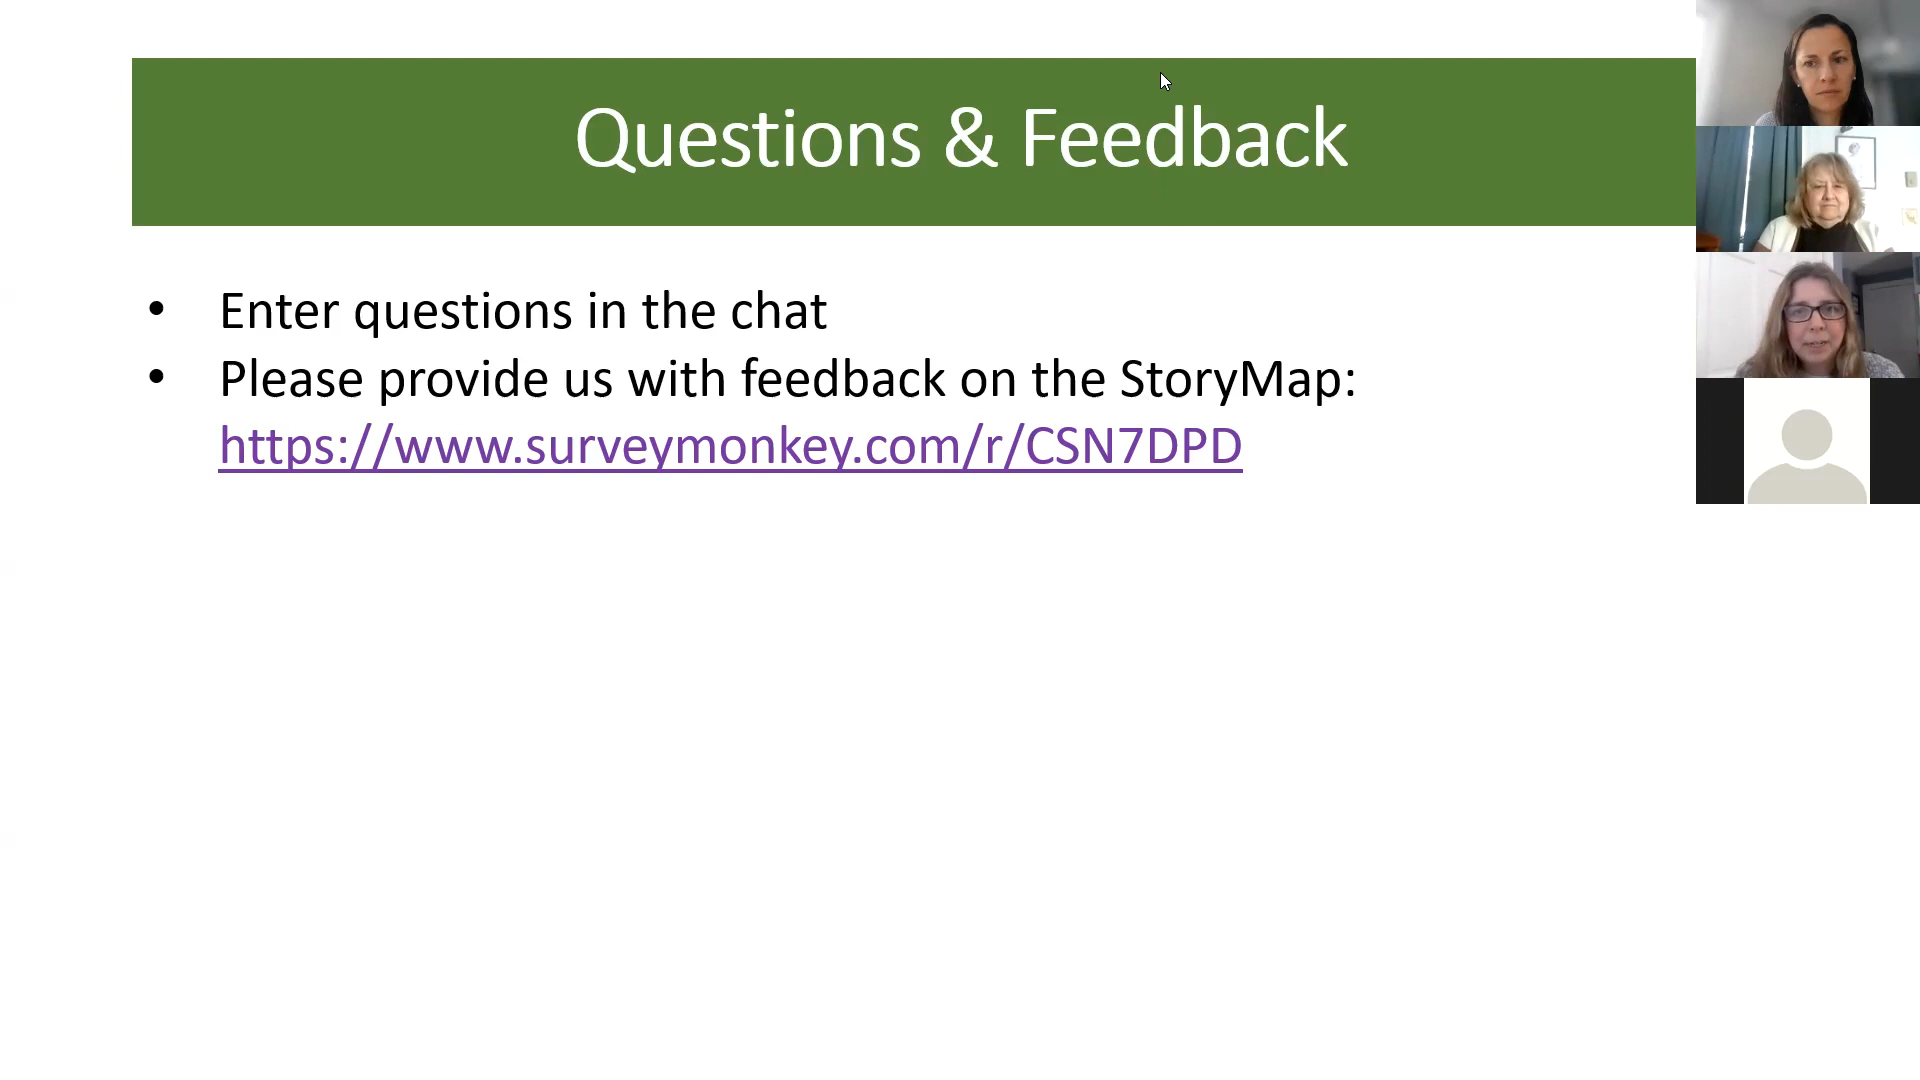 Questions & Feedback
• Enter questions in the chat
• Please provide us with feedback on the StoryMap:
https://www.surveymonkey.com/r/CSN7DPD